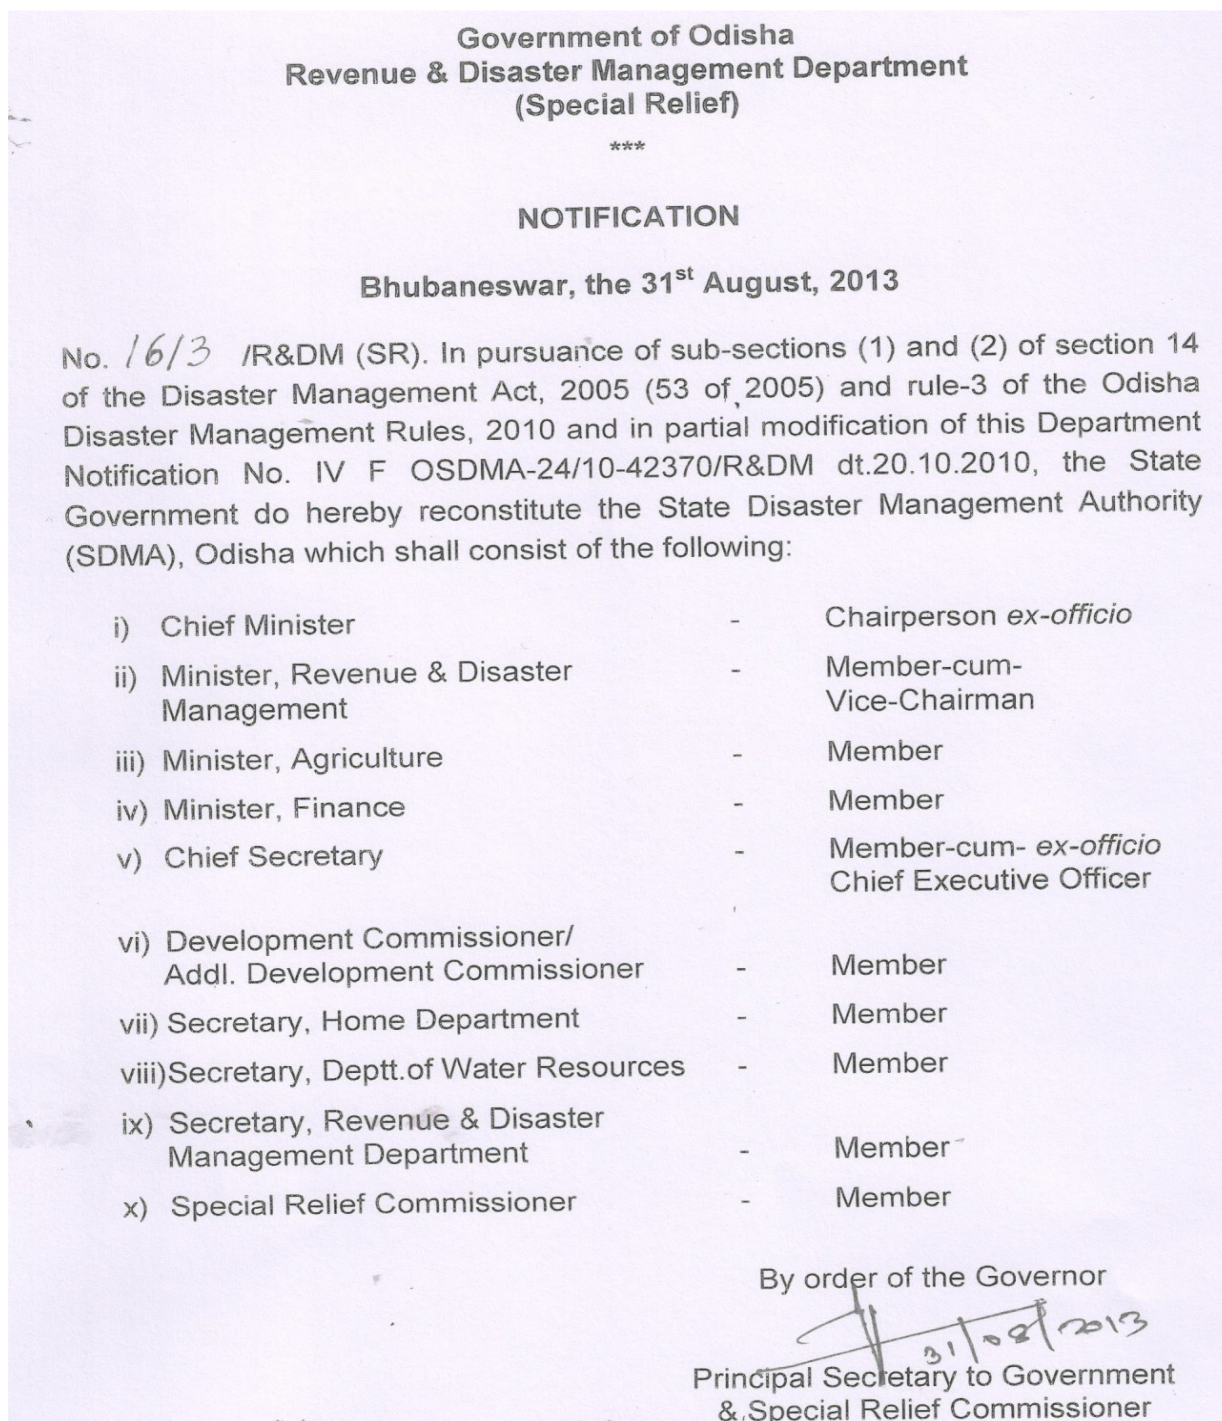 Government of Odisha
Revenue & Disaster Management Department
(Special Relief)
***
NOTIFICATION
Bhubaneswar, the 31st August, 2013
No. 1613 /R&DM (SR). In pursuance of sub-sections (1) and (2) of section 14
of the Disaster Management Act, 2005 (53 of 2005) and rule-3 of the Odisha
Disaster Management Rules, 2010 and in partial modification of this Department
Notification No. IV F OSDMA-24/10-42370/R&DM dt.20.10.2010, the State
Government do hereby reconstitute the State Disaster Management Authority
(SDMA), Odisha which shall consist of the following:
i) Chief Minister - Chairperson ex-officio
ii) Minister, Revenue & Disaster - Member-cum-
Management Vice-Chairman
iii) Minister, Agriculture - Member
iv) Minister, Finance - Member
v) Chief Secretary - Member-cum- ex-officio
Chief Executive Officer
vi) Development Commissioner/
Addl. Development Commissioner - Member
vii) Secretary, Home Department - Member
viii)Secretary, Deptt.of Water Resources - Member
ix) Secretary, Revenue & Disaster
Management Department - Member
x) Special Relief Commissioner - Member
By order of the Governor
31/08/2013
Principal Secretary to Government
& Special Relief Commissioner